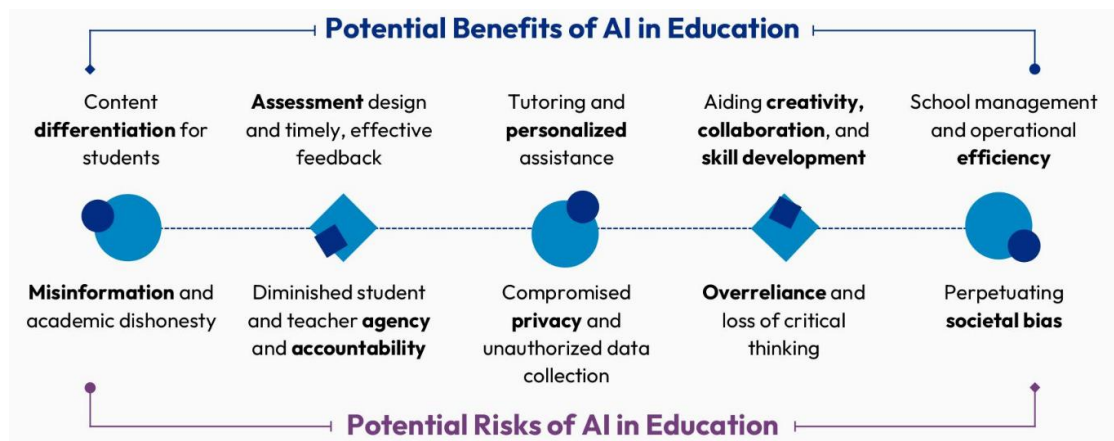 Potential Benefits of AI in Education
Content
differentiation for
students
Assessment design
and timely, effective
feedback
Tutoring and
personalized
assistance
Aiding creativity,
collaboration, and
skill development
School management
and operational
efficiency
Misinformation and
academic dishonesty
Diminished student
and teacher agency
and accountability
Compromised
privacy and
unauthorized data
collection
Overreliance and
loss of critical
thinking
Perpetuating
societal bias
Potential Risks of AI in Education